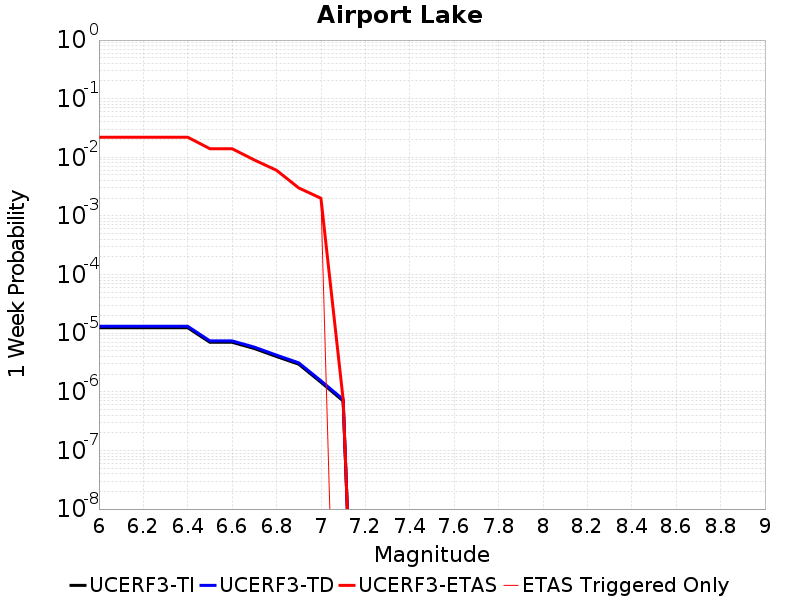 Airport Lake
10^0
10^-1
10^-2
10^-3
10^-4
10^-5
10^-6
10^-7
10^-8
1 Week Probability
6 6.2 6.4 6.6 6.8 7 7.2 7.4 7.6 7.8 8 8.2 8.4 8.6 8.8 9
Magnitude
UCERF3-TI UCERF3-TD UCERF3-ETAS ETAS Triggered Only